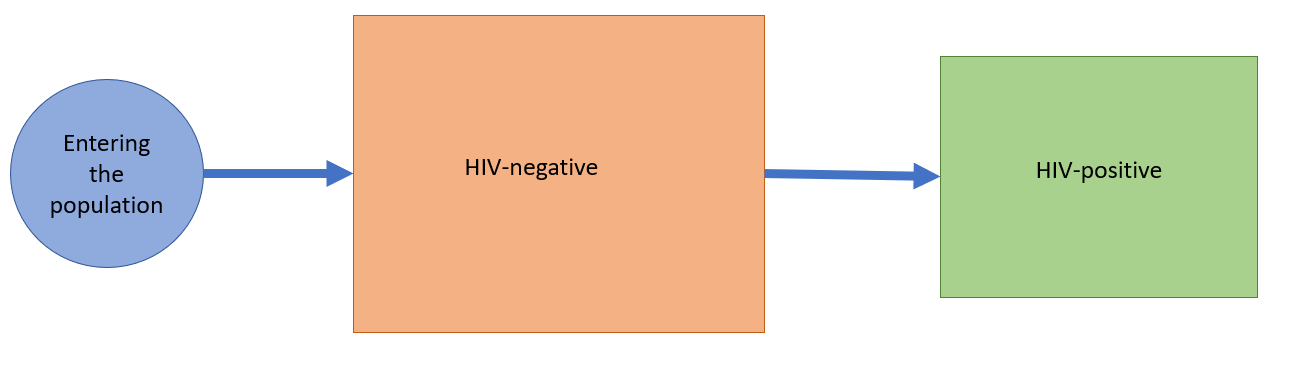 Entering
the
population
HIV-negative
HIV-positive